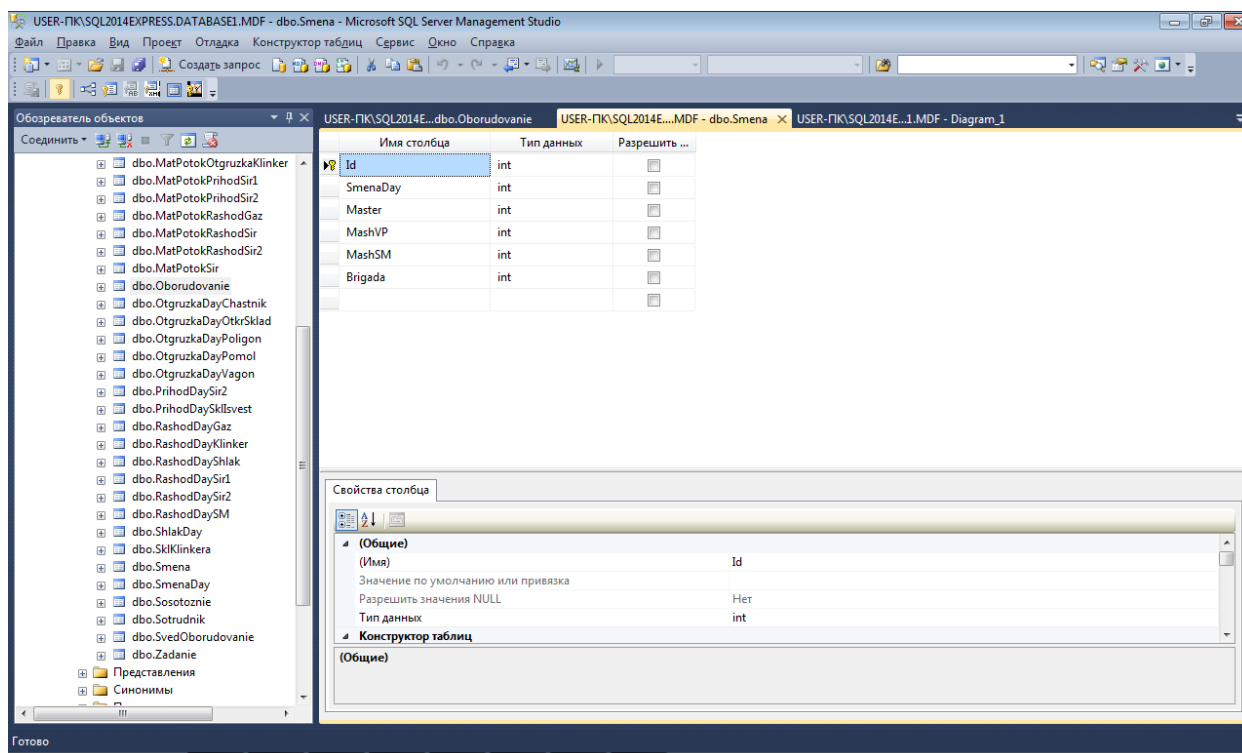 USER-ПК\SQL2014EXPRESS.DATABASE1.MDF - dbo.Smena - Microsoft SQL Server Management Studio
Файл Правка Вид Проект Отладка Конструктор таблиц Сервис Окно Справка
Создать запрос
Обозреватель объектов
USER-ПК\SQL2014E...dbo.Oborudovanie
USER-ПК\SQL2014E....MDF - dbo.Smena
USER-ПК\SQL2014E...1.MDF - Diagram_1
Соединить
dbo.MatPotokOtgruzkaKlinker
dbo.MatPotokPrihodSir1
dbo.MatPotokPrihodSir2
dbo.MatPotokRashodGaz
dbo.MatPotokRashodSir
dbo.MatPotokRashodSir2
dbo.MatPotokSir
dbo.Oborudovanie
dbo.OtgruzkaDayChastnik
dbo.OtgruzkaDayOtkrSklad
dbo.OtgruzkaDayPoligon
dbo.OtgruzkaDayPomol
dbo.OtgruzkaDayVagon
dbo.PrihodDaySir2
dbo.PrihodDaySklIsvest
dbo.RashodDayGaz
dbo.RashodDayKlinker
dbo.RashodDayShlak
dbo.RashodDaySir1
dbo.RashodDaySir2
dbo.RashodDaySM
dbo.ShlakDay
dbo.SklKlinkera
dbo.Smena
dbo.SmenaDay
dbo.Sosotoznie
dbo.Sotrudnik
dbo.SvedOborudovanie
dbo.Zadanie
Представления
Синонимы
Имя столбца Тип данных Разрешить ...
Id int
SmenaDay int
Master int
MashVP int
MashSM int
Brigada int
Свойства столбца
(Общие)
(Имя) Id
Значение по умолчанию или привязка
Разрешить значения NULL Нет
Тип данных int
Конструктор таблиц
(Общие)
Готово